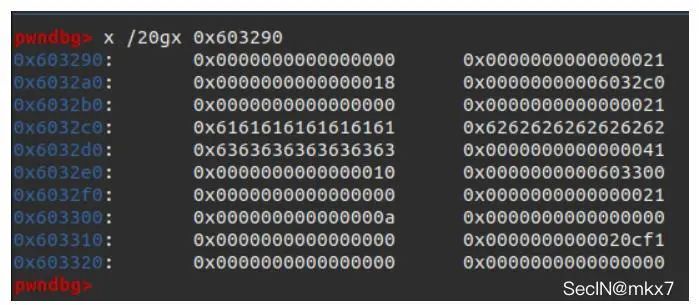 pwndbg> x /20gx 0x603290
0x603290: 0x0000000000000000 0x0000000000000021
0x6032a0: 0x0000000000000018 0x00000000006032c0
0x6032b0: 0x0000000000000000 0x0000000000000021
0x6032c0: 0x6161616161616161 0x6262626262626262
0x6032d0: 0x6363636363636363 0x0000000000000041
0x6032e0: 0x0000000000000010 0x0000000000603300
0x6032f0: 0x0000000000000000 0x0000000000000021
0x603300: 0x000000000000000a 0x0000000000000000
0x603310: 0x0000000000000000 0x0000000000020cf1
0x603320: 0x0000000000000000 0x0000000000000000
pwndbg>
SecIN@mkx7